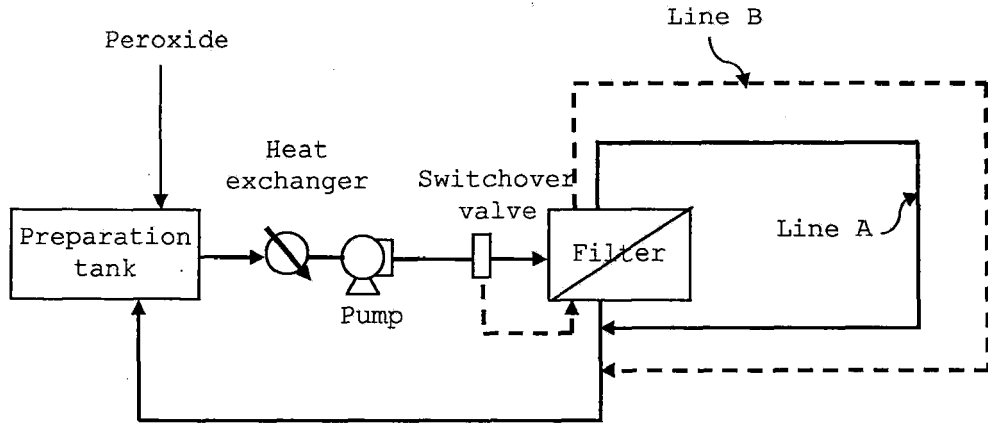 Line B
Peroxide
Heat
exchanger
Switchover
valve
Preparation
tank
Filter
Line A
Pump